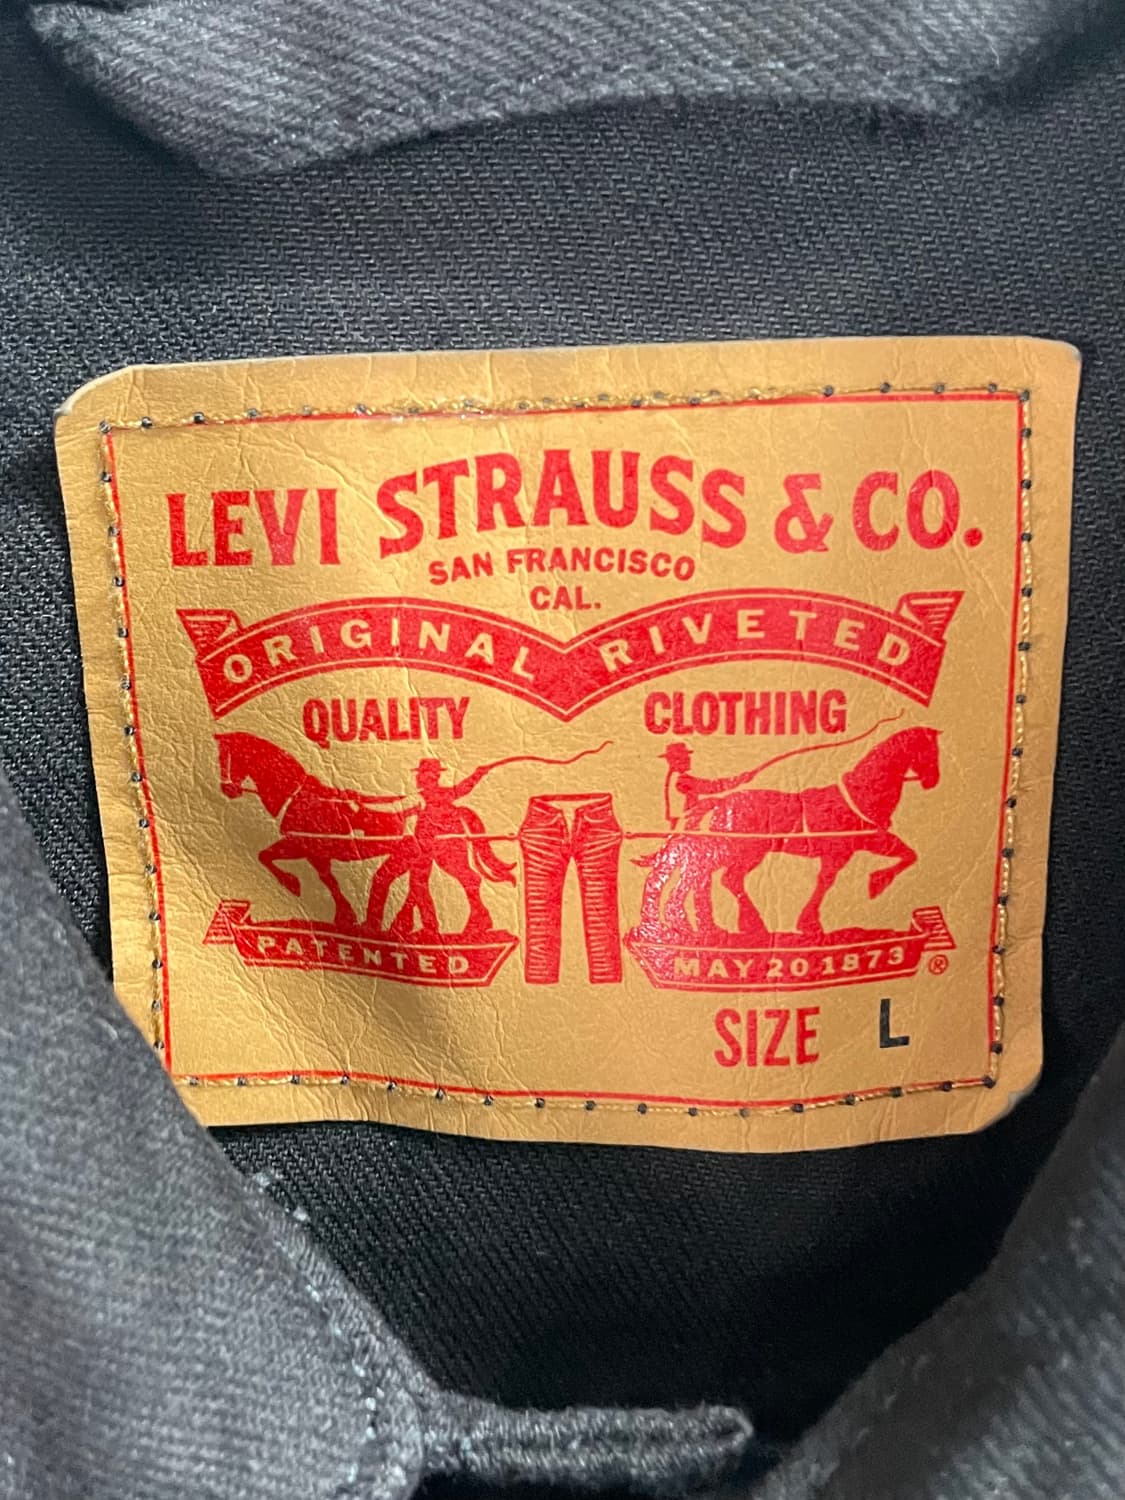 LEVI STRAUSS & CO.
SAN FRANCISCO
CAL.
ORIGINAL RIVETED
QUALITY CLOTHING
PATENTED MAY 20 1873 ®
SIZE L